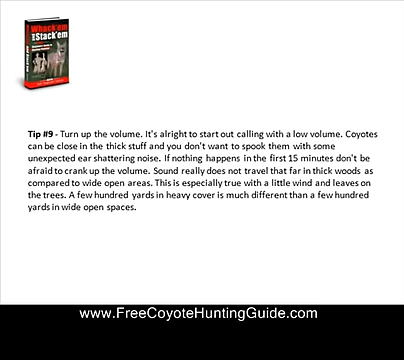 Whack'em
Stack'em
Tip #9 - Turn up the volume. It's alright to start out calling with a low volume. Coyotes
can be close in the thick stuff and you don't want to spook them with some
unexpected ear shattering noise. If nothing happens in the first 15 minutes don't be
afraid to crank up the volume. Sound really does not travel that far in thick woods as
compared to wide open areas. This is especially true with a little wind and leaves on
the trees. A few hundred yards in heavy cover is much different than a few hundred
yards in wide open spaces.
www.FreeCoyoteHuntingGuide.com